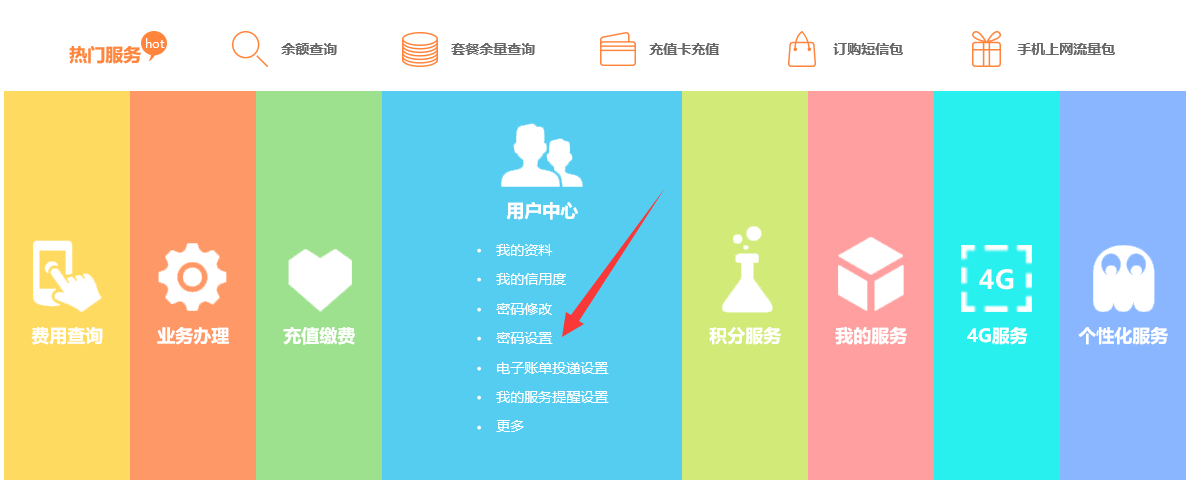 热门服务 hot 余额查询 套餐余量查询 充值卡充值 订购短信包 手机上网流量包
费用查询
业务办理
充值缴费
用户中心
• 我的资料
• 我的信用度
• 密码修改
• 密码设置
• 电子账单投递设置
• 我的服务提醒设置
• 更多
积分服务
我的服务
4G
4G服务
个性化服务